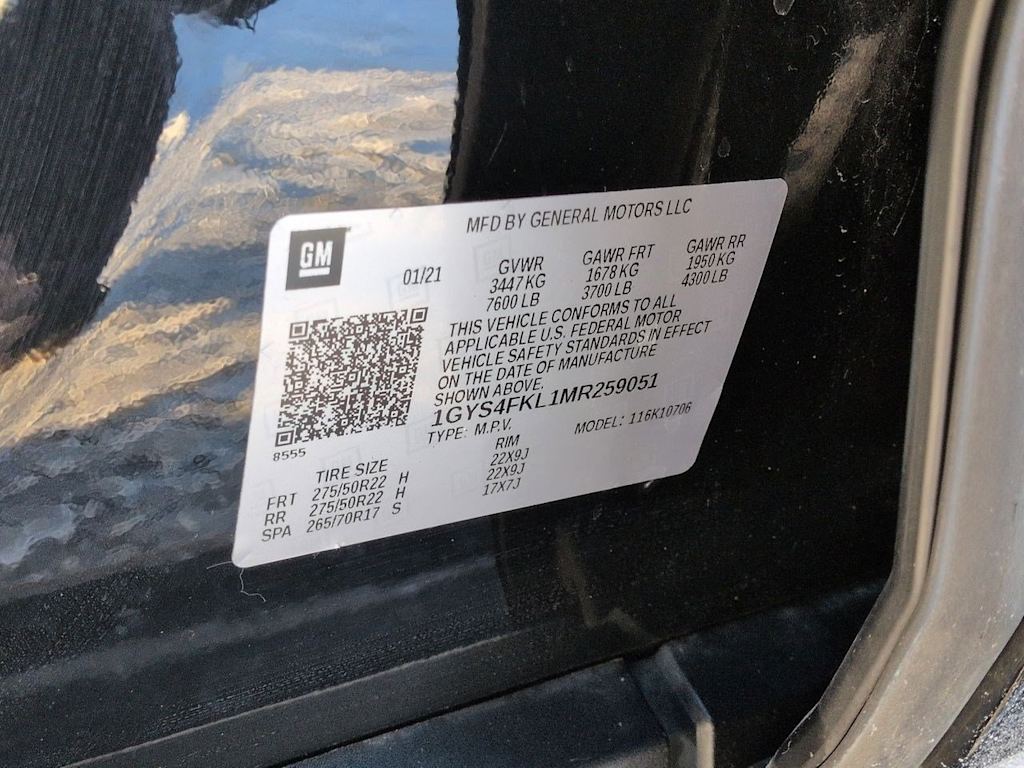 GM
MFD BY GENERAL MOTORS LLC
01/21
GVWR GAWR FRT GAWR RR
3447 KG 1678 KG 1950 KG
7600 LB 3700 LB 4300 LB
THIS VEHICLE CONFORMS TO ALL
APPLICABLE U.S. FEDERAL MOTOR
VEHICLE SAFETY STANDARDS IN EFFECT
ON THE DATE OF MANUFACTURE
SHOWN ABOVE.
1GYS4FKL1MR259051
TYPE: M.P.V. MODEL: 116K10706
8555
TIRE SIZE RIM
FRT 275/50R22 H 22X9J
RR 275/50R22 H 22X9J
SPA 265/70R17 S 17X7J